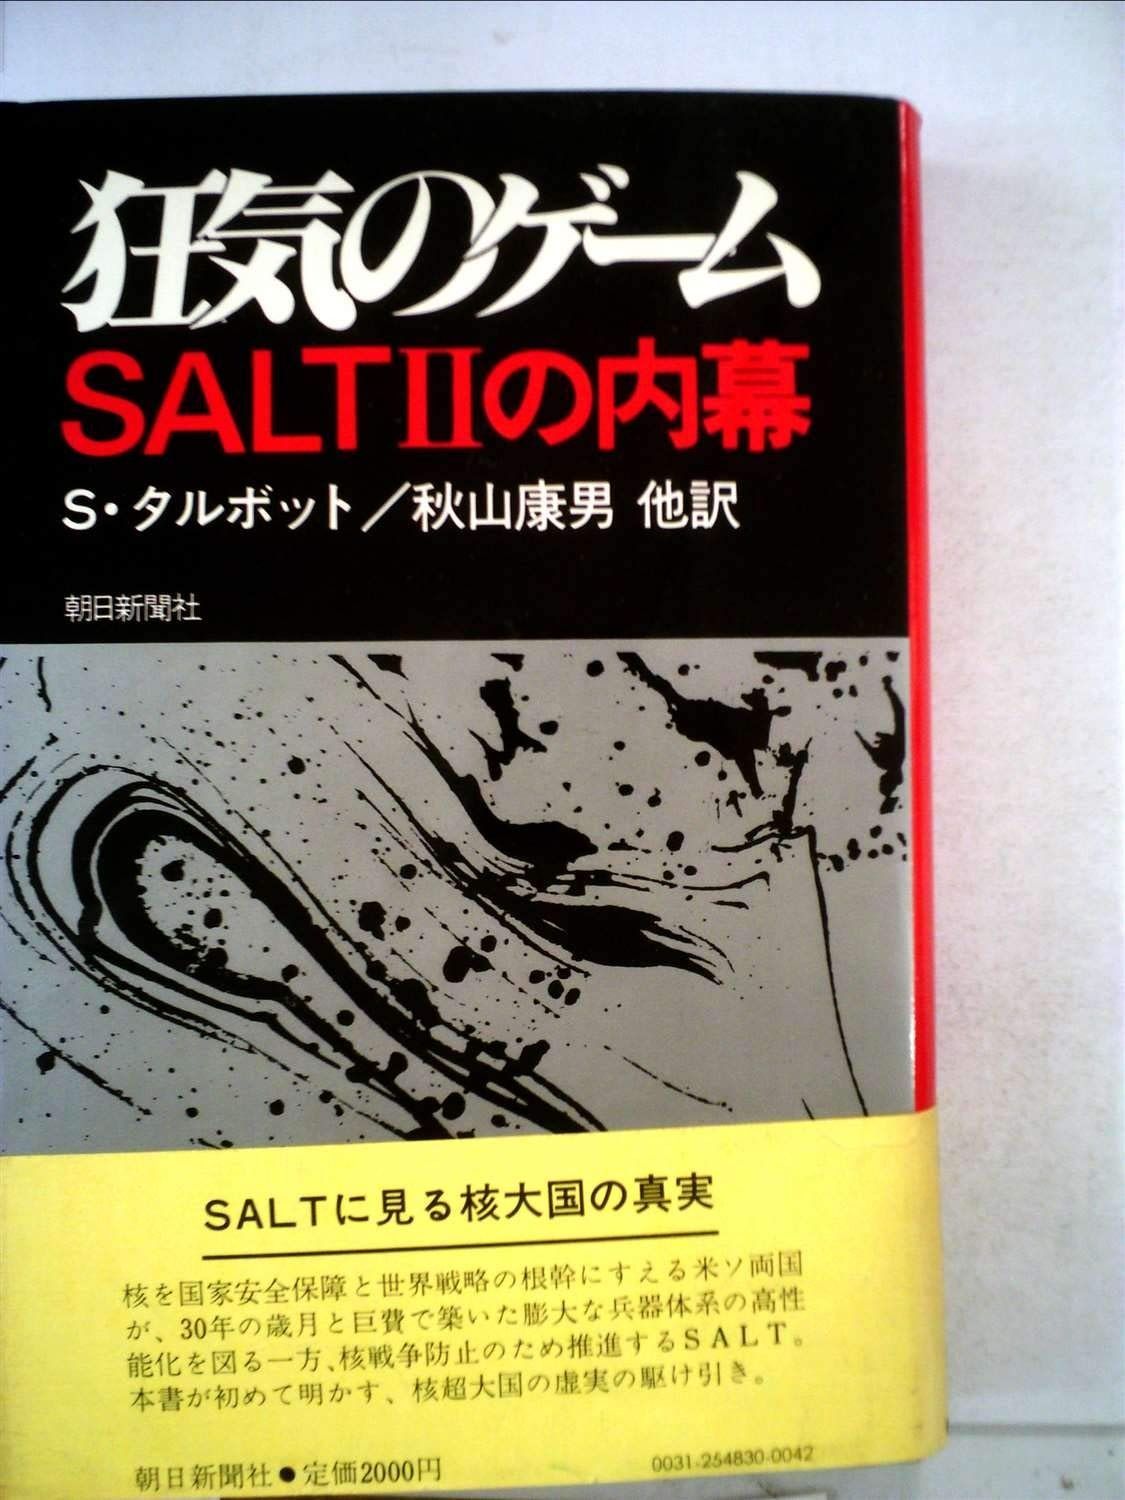 狂気のゲーム
SALTⅡの内幕
S・タルボット／秋山康男 他訳
朝日新聞社
SALTに見る核大国の真実
核を国家安全保障と世界戦略の根幹にすえる米ソ両国
が、30年の歳月と巨費で築いた膨大な兵器体系の高性
能化を図る一方、核戦争防止のため推進するSALT。
本書が初めて明かす、核超大国の虚実の駆け引き。
朝日新聞社●定価2000円
0031-254830-0042